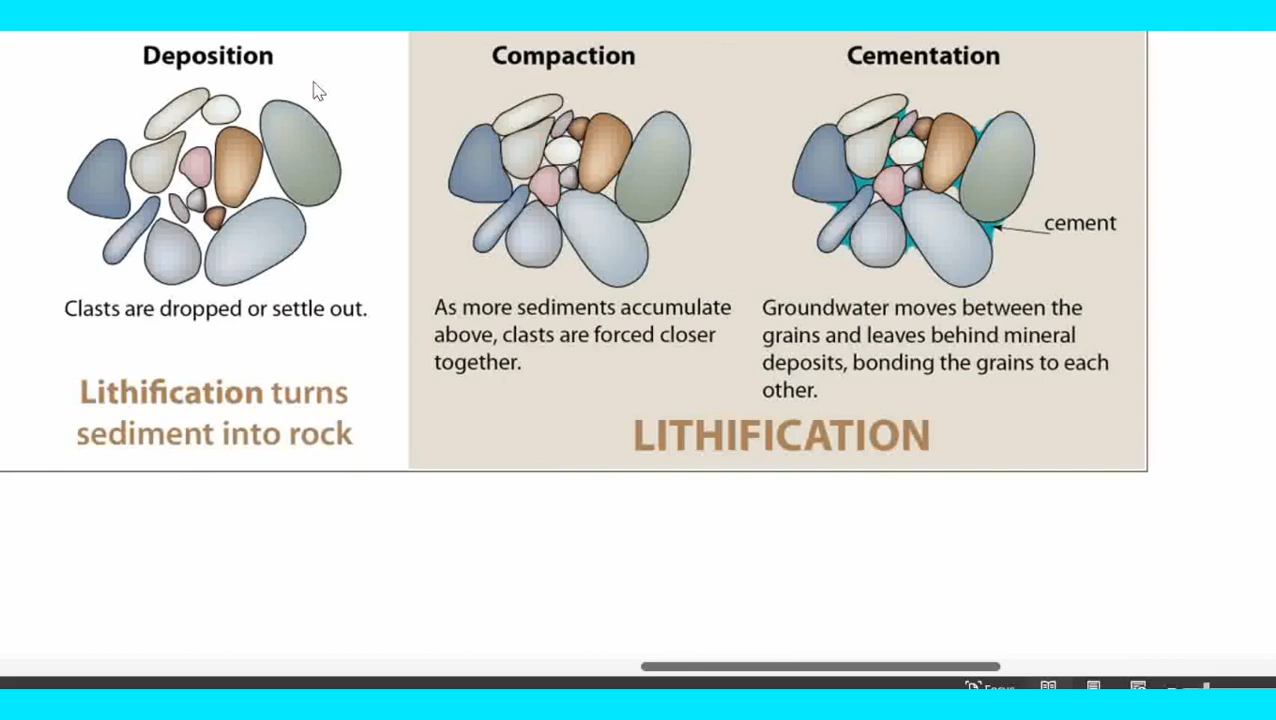 Deposition
Compaction
Cementation
cement
Clasts are dropped or settle out.
As more sediments accumulate
above, clasts are forced closer
together.
Groundwater moves between the
grains and leaves behind mineral
deposits, bonding the grains to each
other.
Lithification turns
sediment into rock
LITHIFICATION
Focus